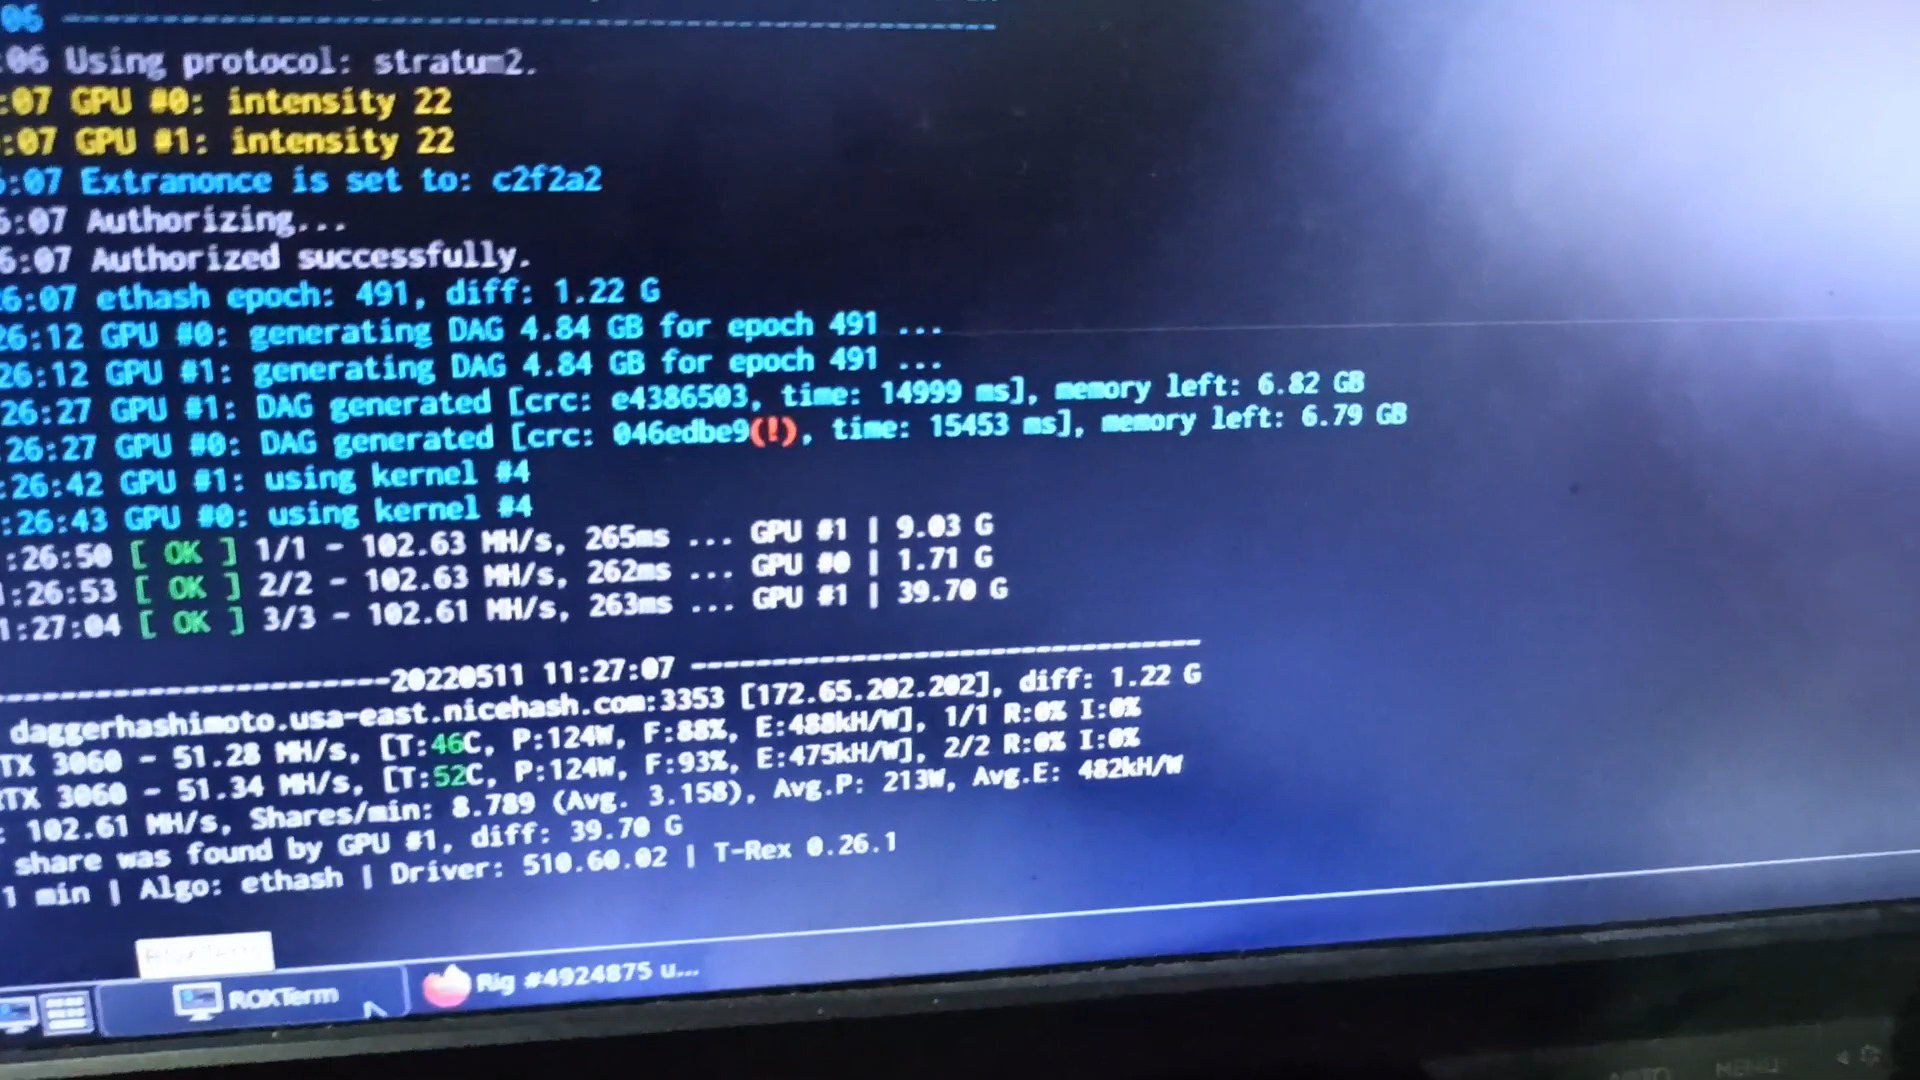 06 ------------------------------------------------
:06 Using protocol: stratum2.
:07 GPU #0: intensity 22
:07 GPU #1: intensity 22
6:07 Extranonce is set to: c2f2a2
6:07 Authorizing...
6:07 Authorized successfully.
26:07 ethash epoch: 491, diff: 1.22 G
26:12 GPU #0: generating DAG 4.84 GB for epoch 491 ...
26:12 GPU #1: generating DAG 4.84 GB for epoch 491 ...
26:27 GPU #1: DAG generated [crc: e4386503, time: 14999 ms], memory left: 6.82 GB
:26:27 GPU #0: DAG generated [crc: 046edbe9(!), time: 15453 ms], memory left: 6.79 GB
:26:42 GPU #1: using kernel #4
:26:43 GPU #0: using kernel #4
:26:50 [ OK ] 1/1 - 102.63 MH/s, 265ms ... GPU #1 | 9.03 G
1:26:53 [ OK ] 2/2 - 102.63 MH/s, 262ms ... GPU #0 | 1.71 G
1:27:04 [ OK ] 3/3 - 102.61 MH/s, 263ms ... GPU #1 | 39.70 G
-----------------------20220511 11:27:07 ------------------------------
daggerhashimoto.usa-east.nicehash.com:3353 [172.65.202.202], diff: 1.22 G
TX 3060 - 51.28 MH/s, [T:46C, P:124W, F:88%, E:488kH/W], 1/1 R:0% I:0%
RTX 3060 - 51.34 MH/s, [T:52C, P:124W, F:93%, E:475kH/W], 2/2 R:0% I:0%
: 102.61 MH/s, Shares/min: 8.789 (Avg. 3.158), Avg.P: 213W, Avg.E: 482kH/W
share was found by GPU #1, diff: 39.70 G
1 min | Algo: ethash | Driver: 510.60.02 | T-Rex 0.26.1
ROXTerm
Rig #4924875 u...
MENU